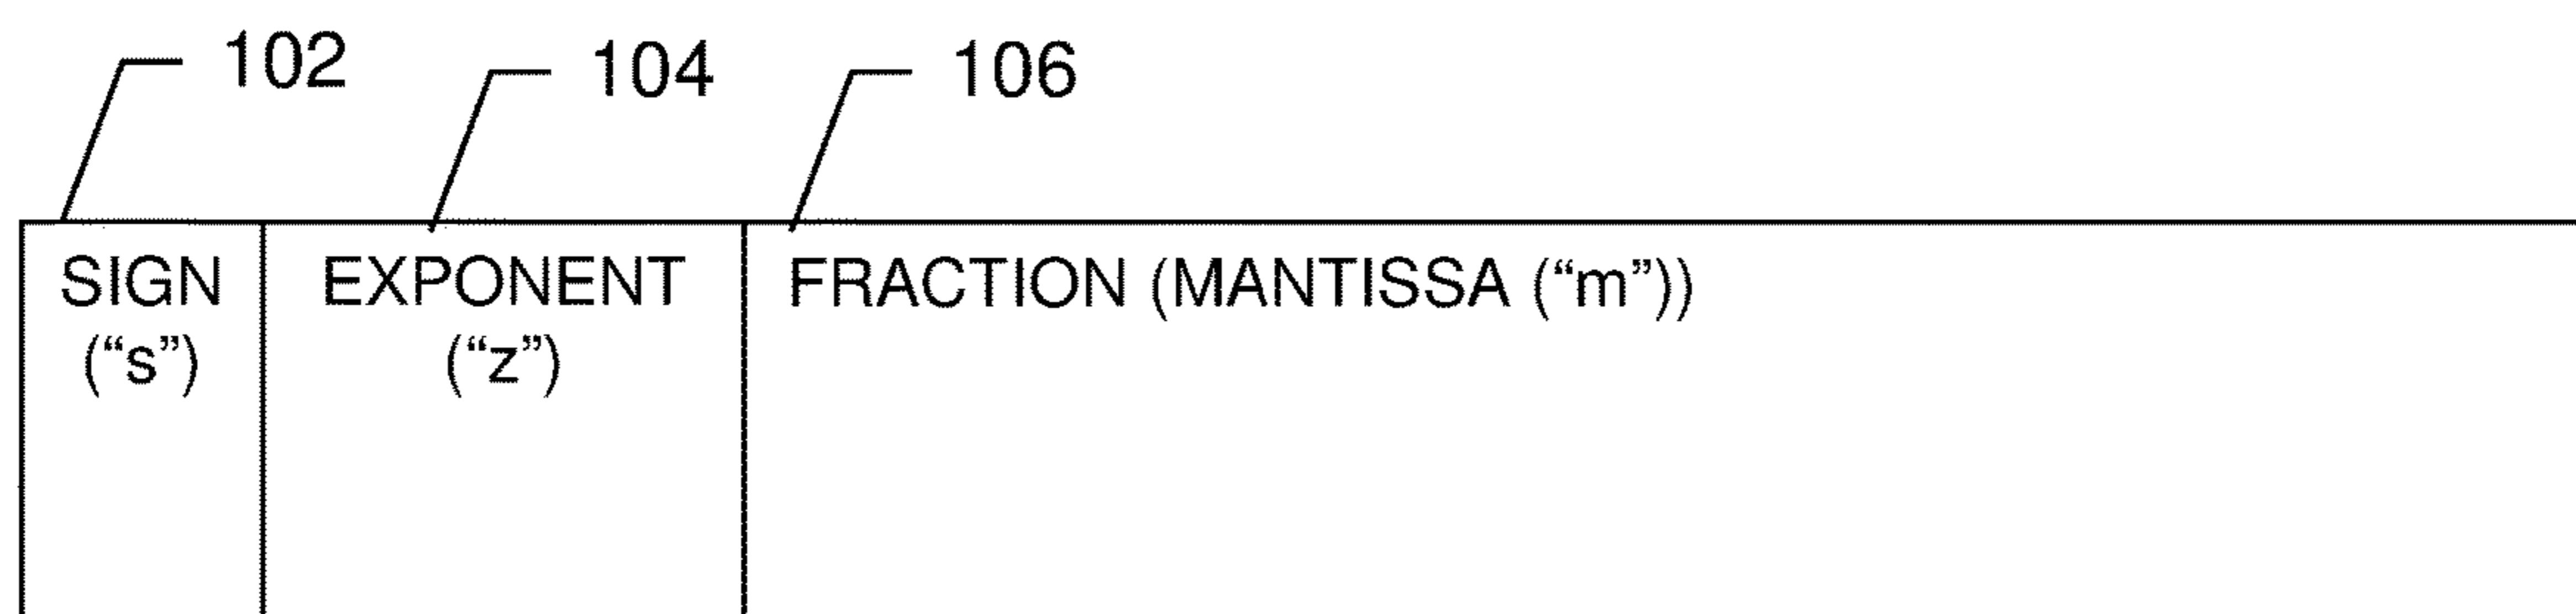 102 104 106
SIGN EXPONENT FRACTION (MANTISSA (“m”))
(“s”) (“z”)